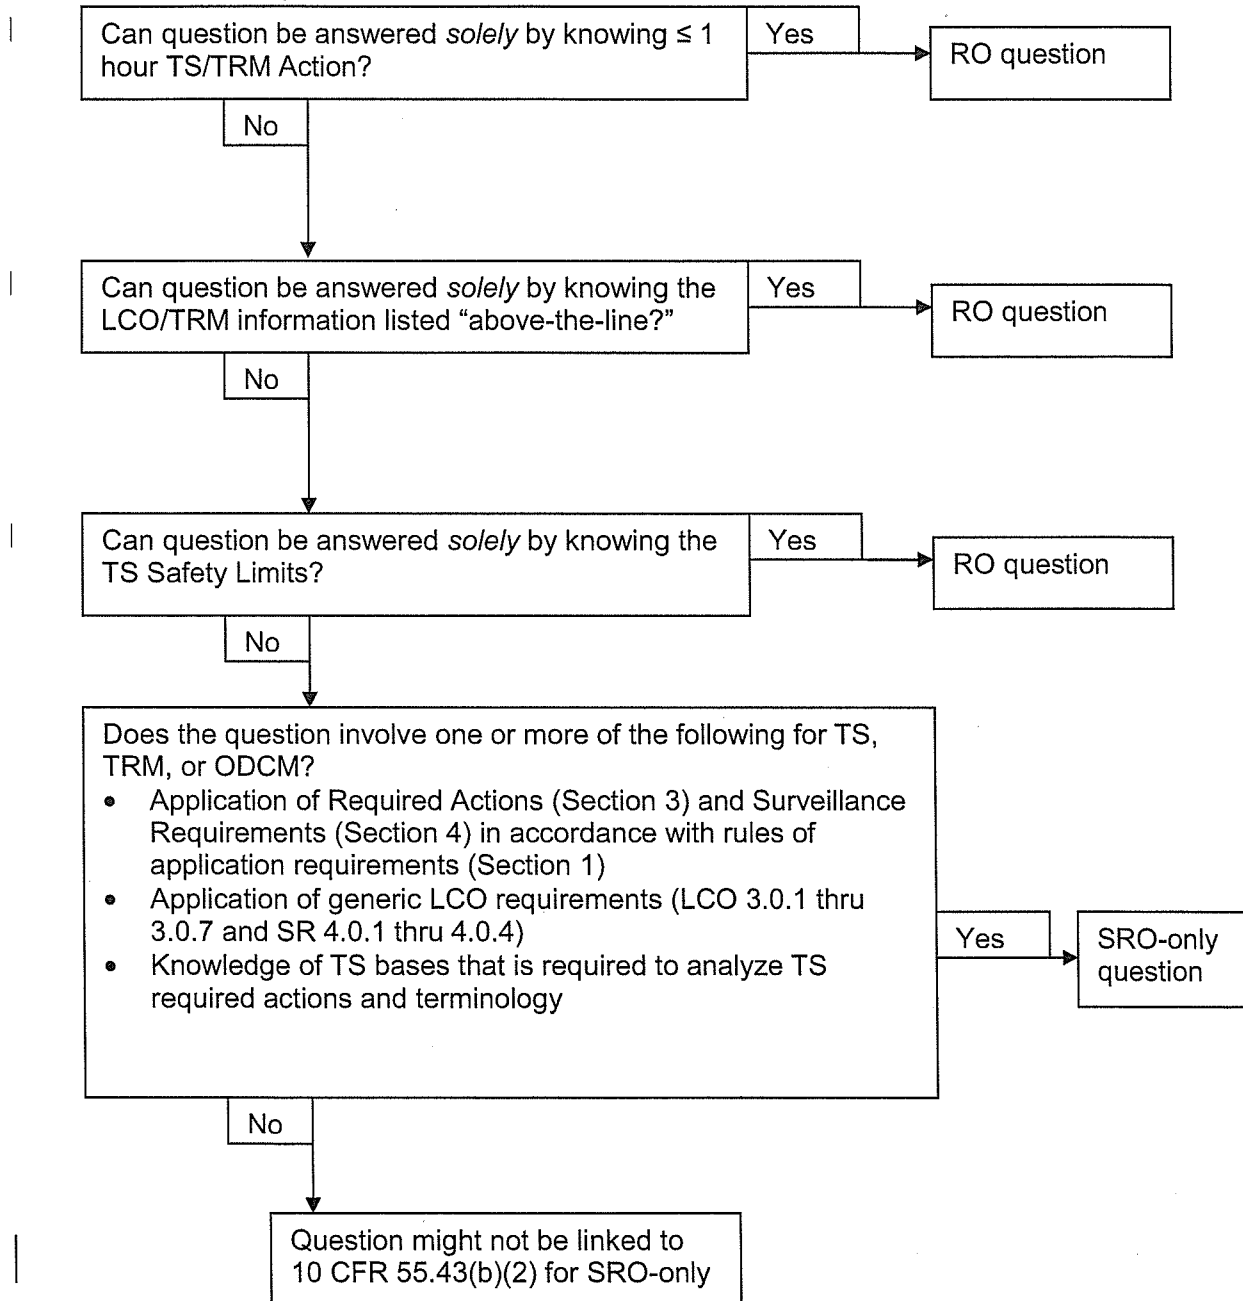 Can question be answered solely by knowing ≤ 1
hour TS/TRM Action?
Yes
RO question
No
Can question be answered solely by knowing the
LCO/TRM information listed “above-the-line?”
Yes
RO question
No
Can question be answered solely by knowing the
TS Safety Limits?
Yes
RO question
No
Does the question involve one or more of the following for TS,
TRM, or ODCM?
• Application of Required Actions (Section 3) and Surveillance
Requirements (Section 4) in accordance with rules of
application requirements (Section 1)
• Application of generic LCO requirements (LCO 3.0.1 thru
3.0.7 and SR 4.0.1 thru 4.0.4)
• Knowledge of TS bases that is required to analyze TS
required actions and terminology
Yes
SRO-only
question
No
Question might not be linked to
10 CFR 55.43(b)(2) for SRO-only